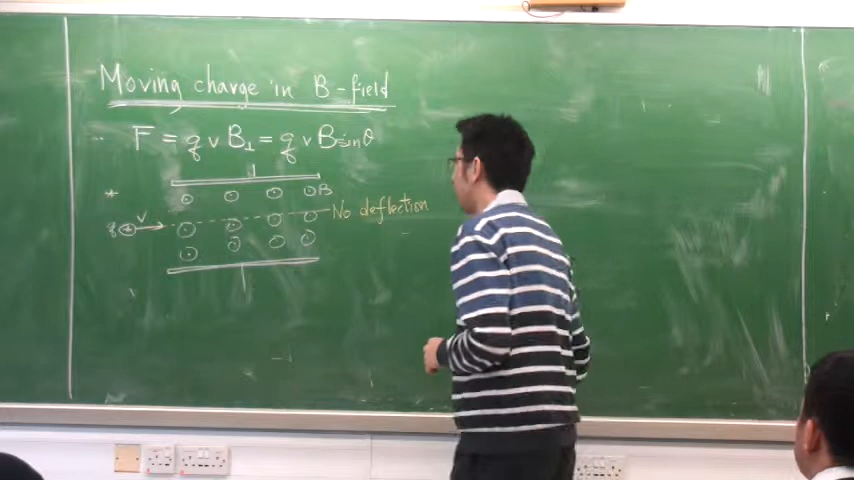 Moving charge in B-field
F = q v B⊥ = q v B sin θ
* B
q + v No deflection